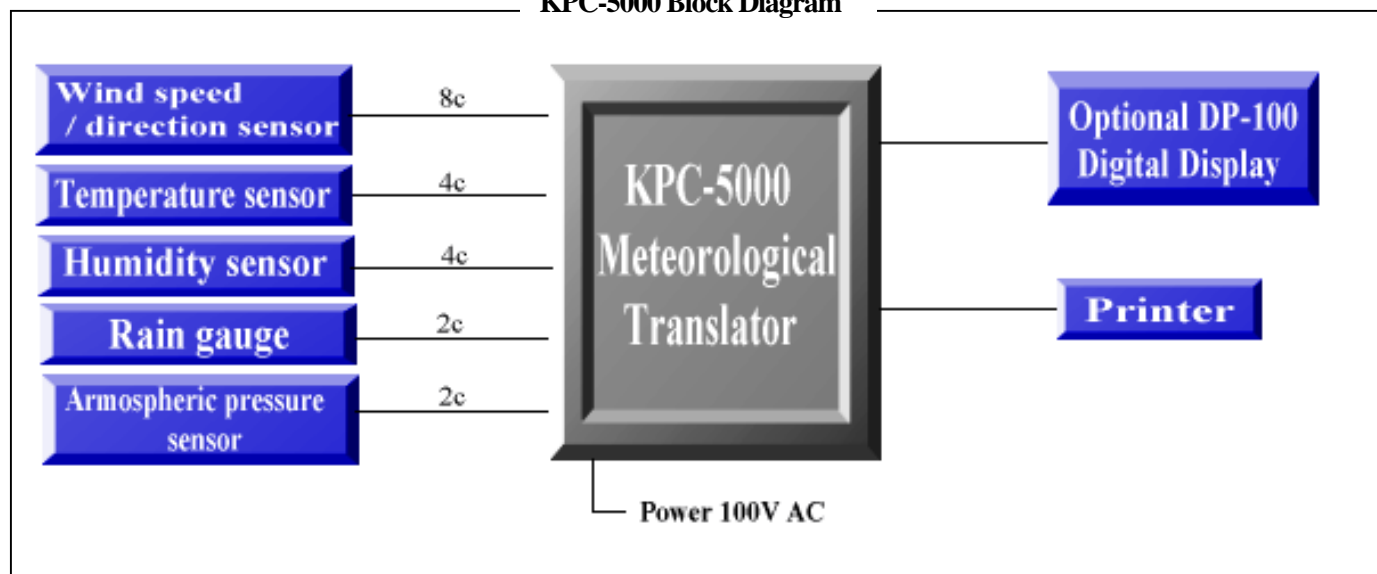 KPC-5000 Block Diagram
Wind speed
/ direction sensor
8c
Temperature sensor
4c
Humidity sensor
4c
Rain gauge
2c
Armospheric pressure
sensor
2c
KPC-5000
Meteorological
Translator
Optional DP-100
Digital Display
Printer
Power 100V AC